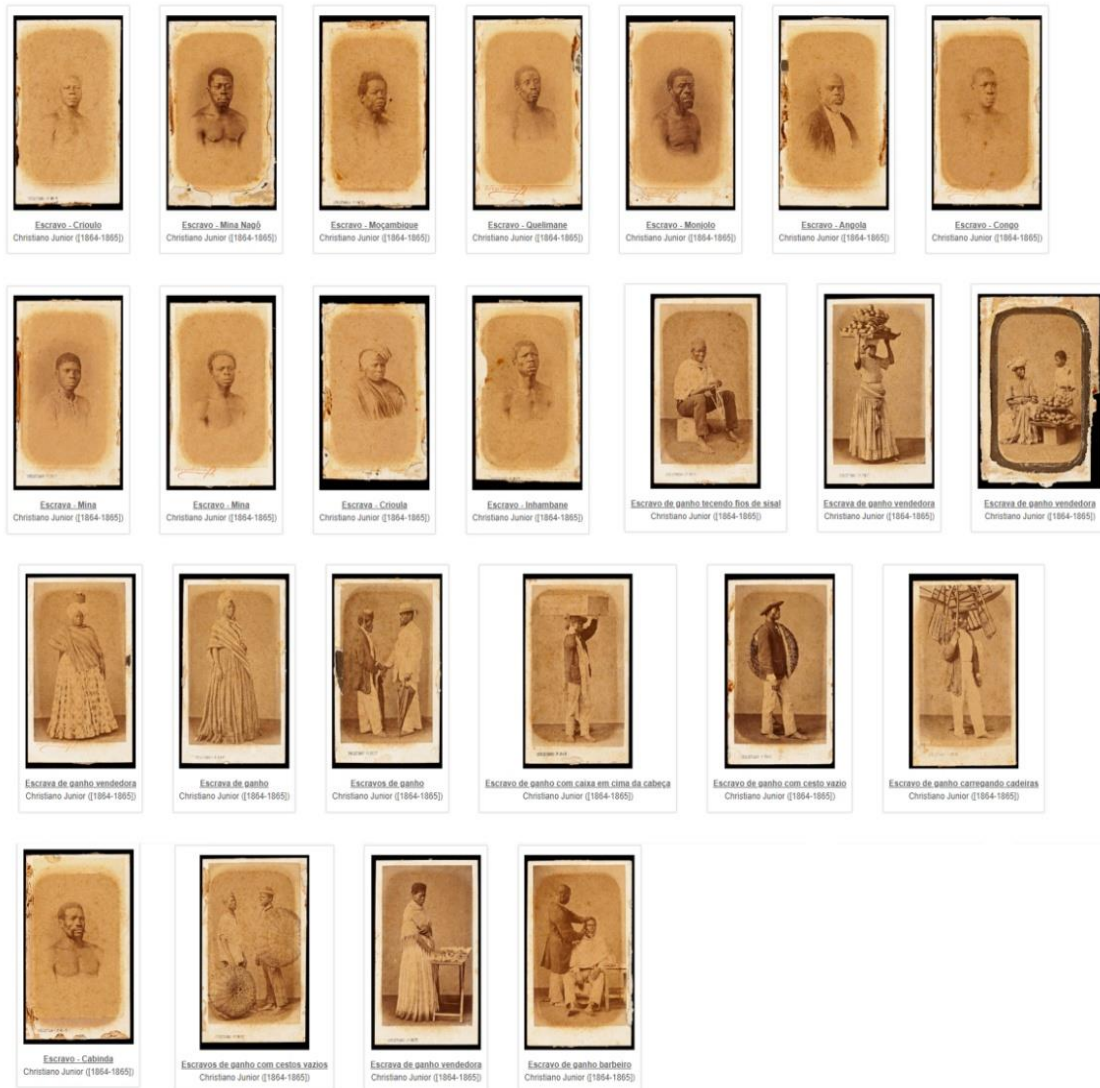 Escravo - Crioulo
Christiano Junior ([1864-1865])
Escravo - Mina Nagô
Christiano Junior ([1864-1865])
Escravo - Moçambique
Christiano Junior ([1864-1865])
Escravo - Quelimane
Christiano Junior ([1864-1865])
Escravo - Monjolo
Christiano Junior ([1864-1865])
Escravo - Angola
Christiano Junior ([1864-1865])
Escravo - Congo
Christiano Junior ([1864-1865])
Escrava - Mina
Christiano Junior ([1864-1865])
Escravo - Mina
Christiano Junior ([1864-1865])
Escrava - Crioula
Christiano Junior ([1864-1865])
Escravo - Inhambane
Christiano Junior ([1864-1865])
Escravo de ganho tecendo fios de sisal
Christiano Junior ([1864-1865])
Escrava de ganho vendedora
Christiano Junior ([1864-1865])
Escrava de ganho vendedora
Christiano Junior ([1864-1865])
Escrava de ganho vendedora
Christiano Junior ([1864-1865])
Escrava de ganho
Christiano Junior ([1864-1865])
Escravos de ganho
Christiano Junior ([1864-1865])
Escravo de ganho com caixa em cima da cabeça
Christiano Junior ([1864-1865])
Escravo de ganho com cesto vazio
Christiano Junior ([1864-1865])
Escravo de ganho carregando cadeiras
Christiano Junior ([1864-1865])
Escravo - Cabinda
Christiano Junior ([1864-1865])
Escravos de ganho com cestos vazios
Christiano Junior ([1864-1865])
Escrava de ganho vendedora
Christiano Junior ([1864-1865])
Escravo de ganho barbeiro
Christiano Junior ([1864-1865])